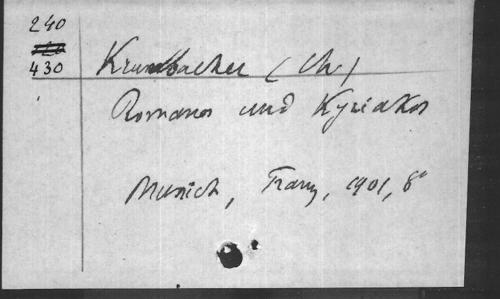 240
430
Krumbacher (Ch)
Romanos und Kyriakos
Munich, Franz, 1901, 8°